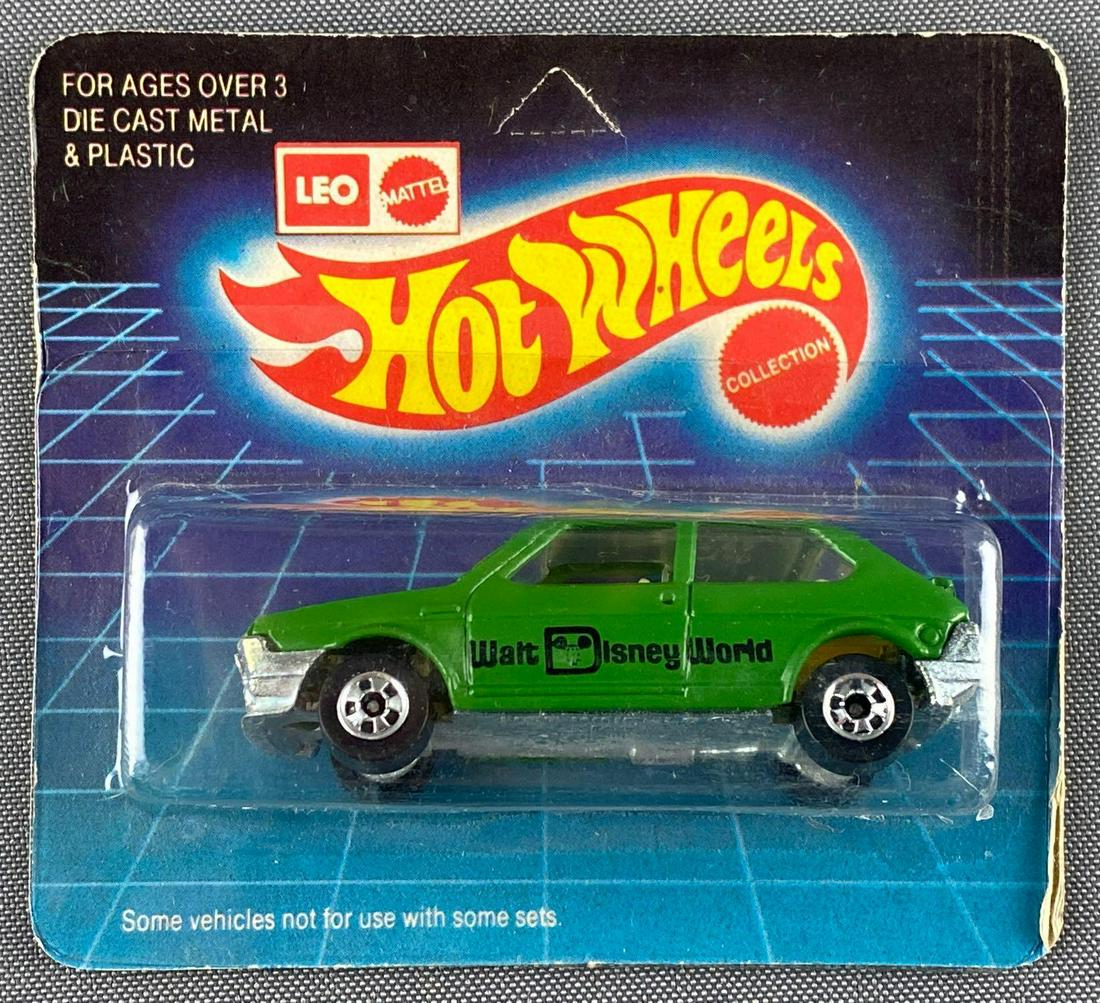 FOR AGES OVER 3
DIE CAST METAL
& PLASTIC
LEO
MATTEL
Hot Wheels
COLLECTION
Walt Disney World
Some vehicles not for use with some sets.